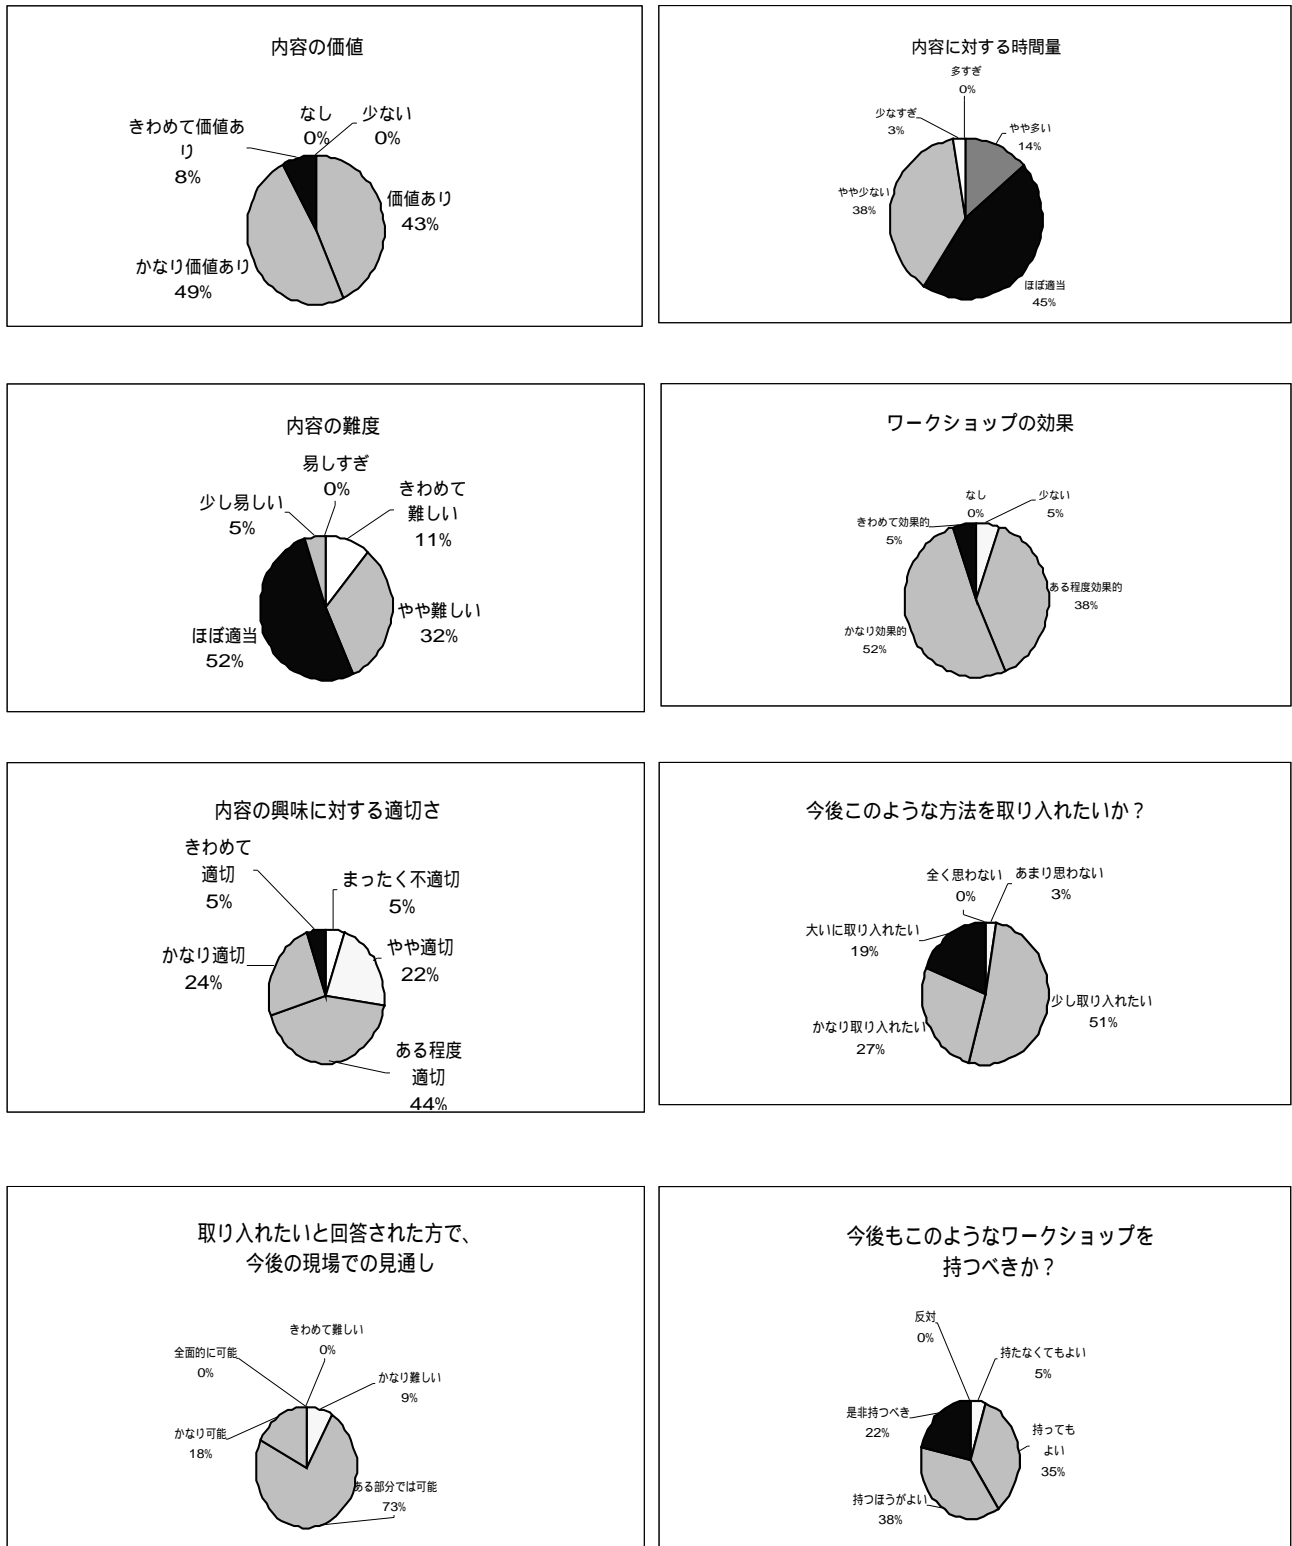 内容の価値
なし
0%
少ない
0%
きわめて価値あ
り
8%
価値あり
43%
かなり価値あり
49%
内容に対する時間量
多すぎ
0%
少なすぎ
3%
やや多い
14%
やや少ない
38%
ほぼ適当
45%
内容の難度
易しすぎ
0%
少し易しい
5%
きわめて
難しい
11%
やや難しい
32%
ほぼ適当
52%
ワークショップの効果
なし
0%
少ない
5%
きわめて効果的
5%
ある程度効果的
38%
かなり効果的
52%
内容の興味に対する適切さ
きわめて
適切
5%
まったく不適切
5%
かなり適切
24%
やや適切
22%
ある程度
適切
44%
今後このような方法を取り入れたいか？
全く思わない
0%
あまり思わない
3%
大いに取り入れたい
19%
少し取り入れたい
51%
かなり取り入れたい
27%
取り入れたいと回答された方で、
今後の現場での見通し
きわめて難しい
0%
全面的に可能
0%
かなり難しい
9%
かなり可能
18%
ある部分では可能
73%
今後もこのようなワークショップを
持つべきか？
反対
0%
持たなくてもよい
5%
是非持つべき
22%
持っても
よい
35%
持つほうがよい
38%